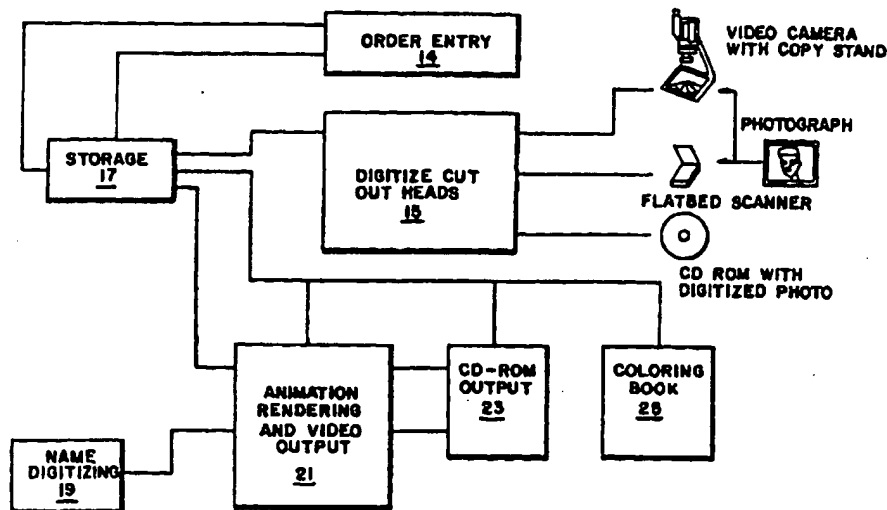 ORDER ENTRY
14
VIDEO CAMERA
WITH COPY STAND
STORAGE
17
DIGITIZE CUT
OUT HEADS
15
PHOTOGRAPH
FLATBED SCANNER
CD ROM WITH
DIGITIZED PHOTO
ANIMATION
RENDERING
AND VIDEO
OUTPUT
21
CD-ROM
OUTPUT
23
COLORING
BOOK
25
NAME
DIGITIZING
19